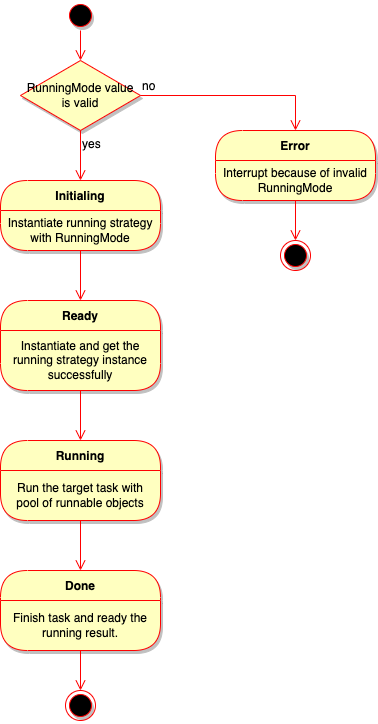 RunningMode value
is valid
no
yes
Error
Interrupt because of invalid
RunningMode
Initialing
Instantiate running strategy
with RunningMode
Ready
Instantiate and get the
running strategy instance
successfully
Running
Run the target task with
pool of runnable objects
Done
Finish task and ready the
running result.